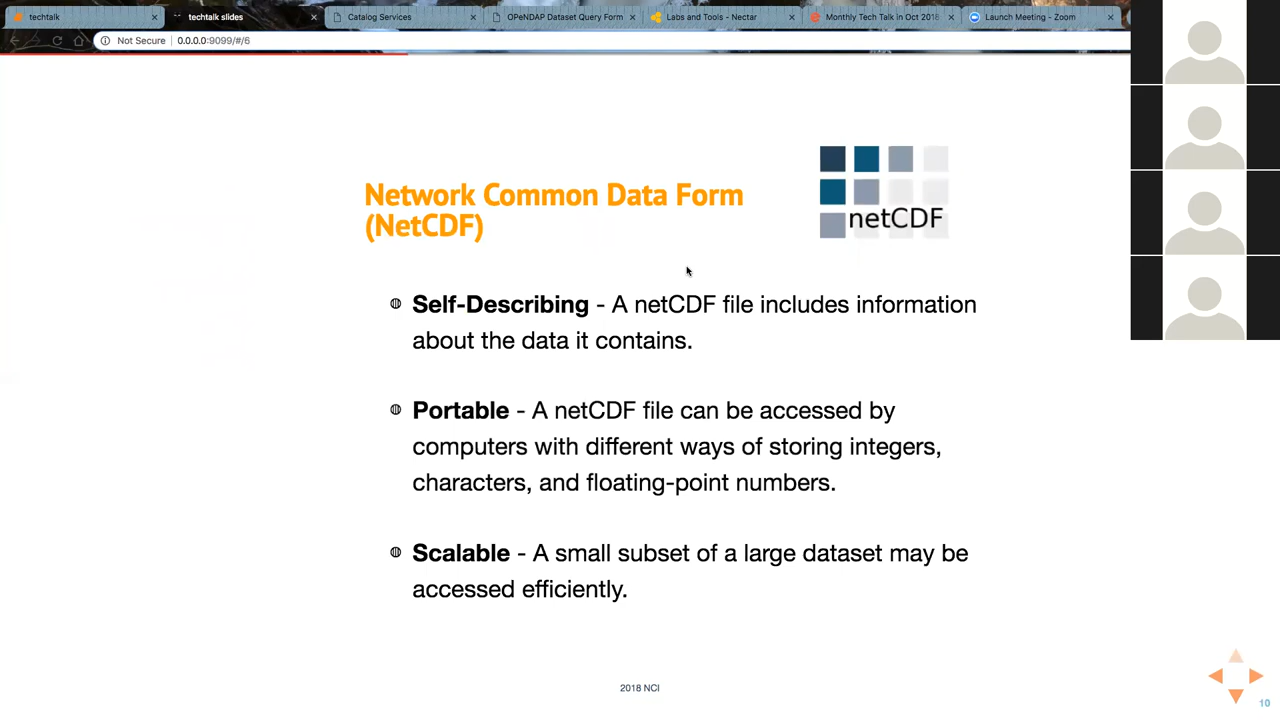 techtalk
techtalk slides
Catalog Services
OPeNDAP Dataset Query Form
Labs and Tools - Nectar
Monthly Tech Talk in Oct 2018
Launch Meeting - Zoom
Not Secure
0.0.0.0:9099/#/6
Network Common Data Form
(NetCDF)
netCDF
Self-Describing - A netCDF file includes information
about the data it contains.
Portable - A netCDF file can be accessed by
computers with different ways of storing integers,
characters, and floating-point numbers.
Scalable - A small subset of a large dataset may be
accessed efficiently.
2018 NCI
10